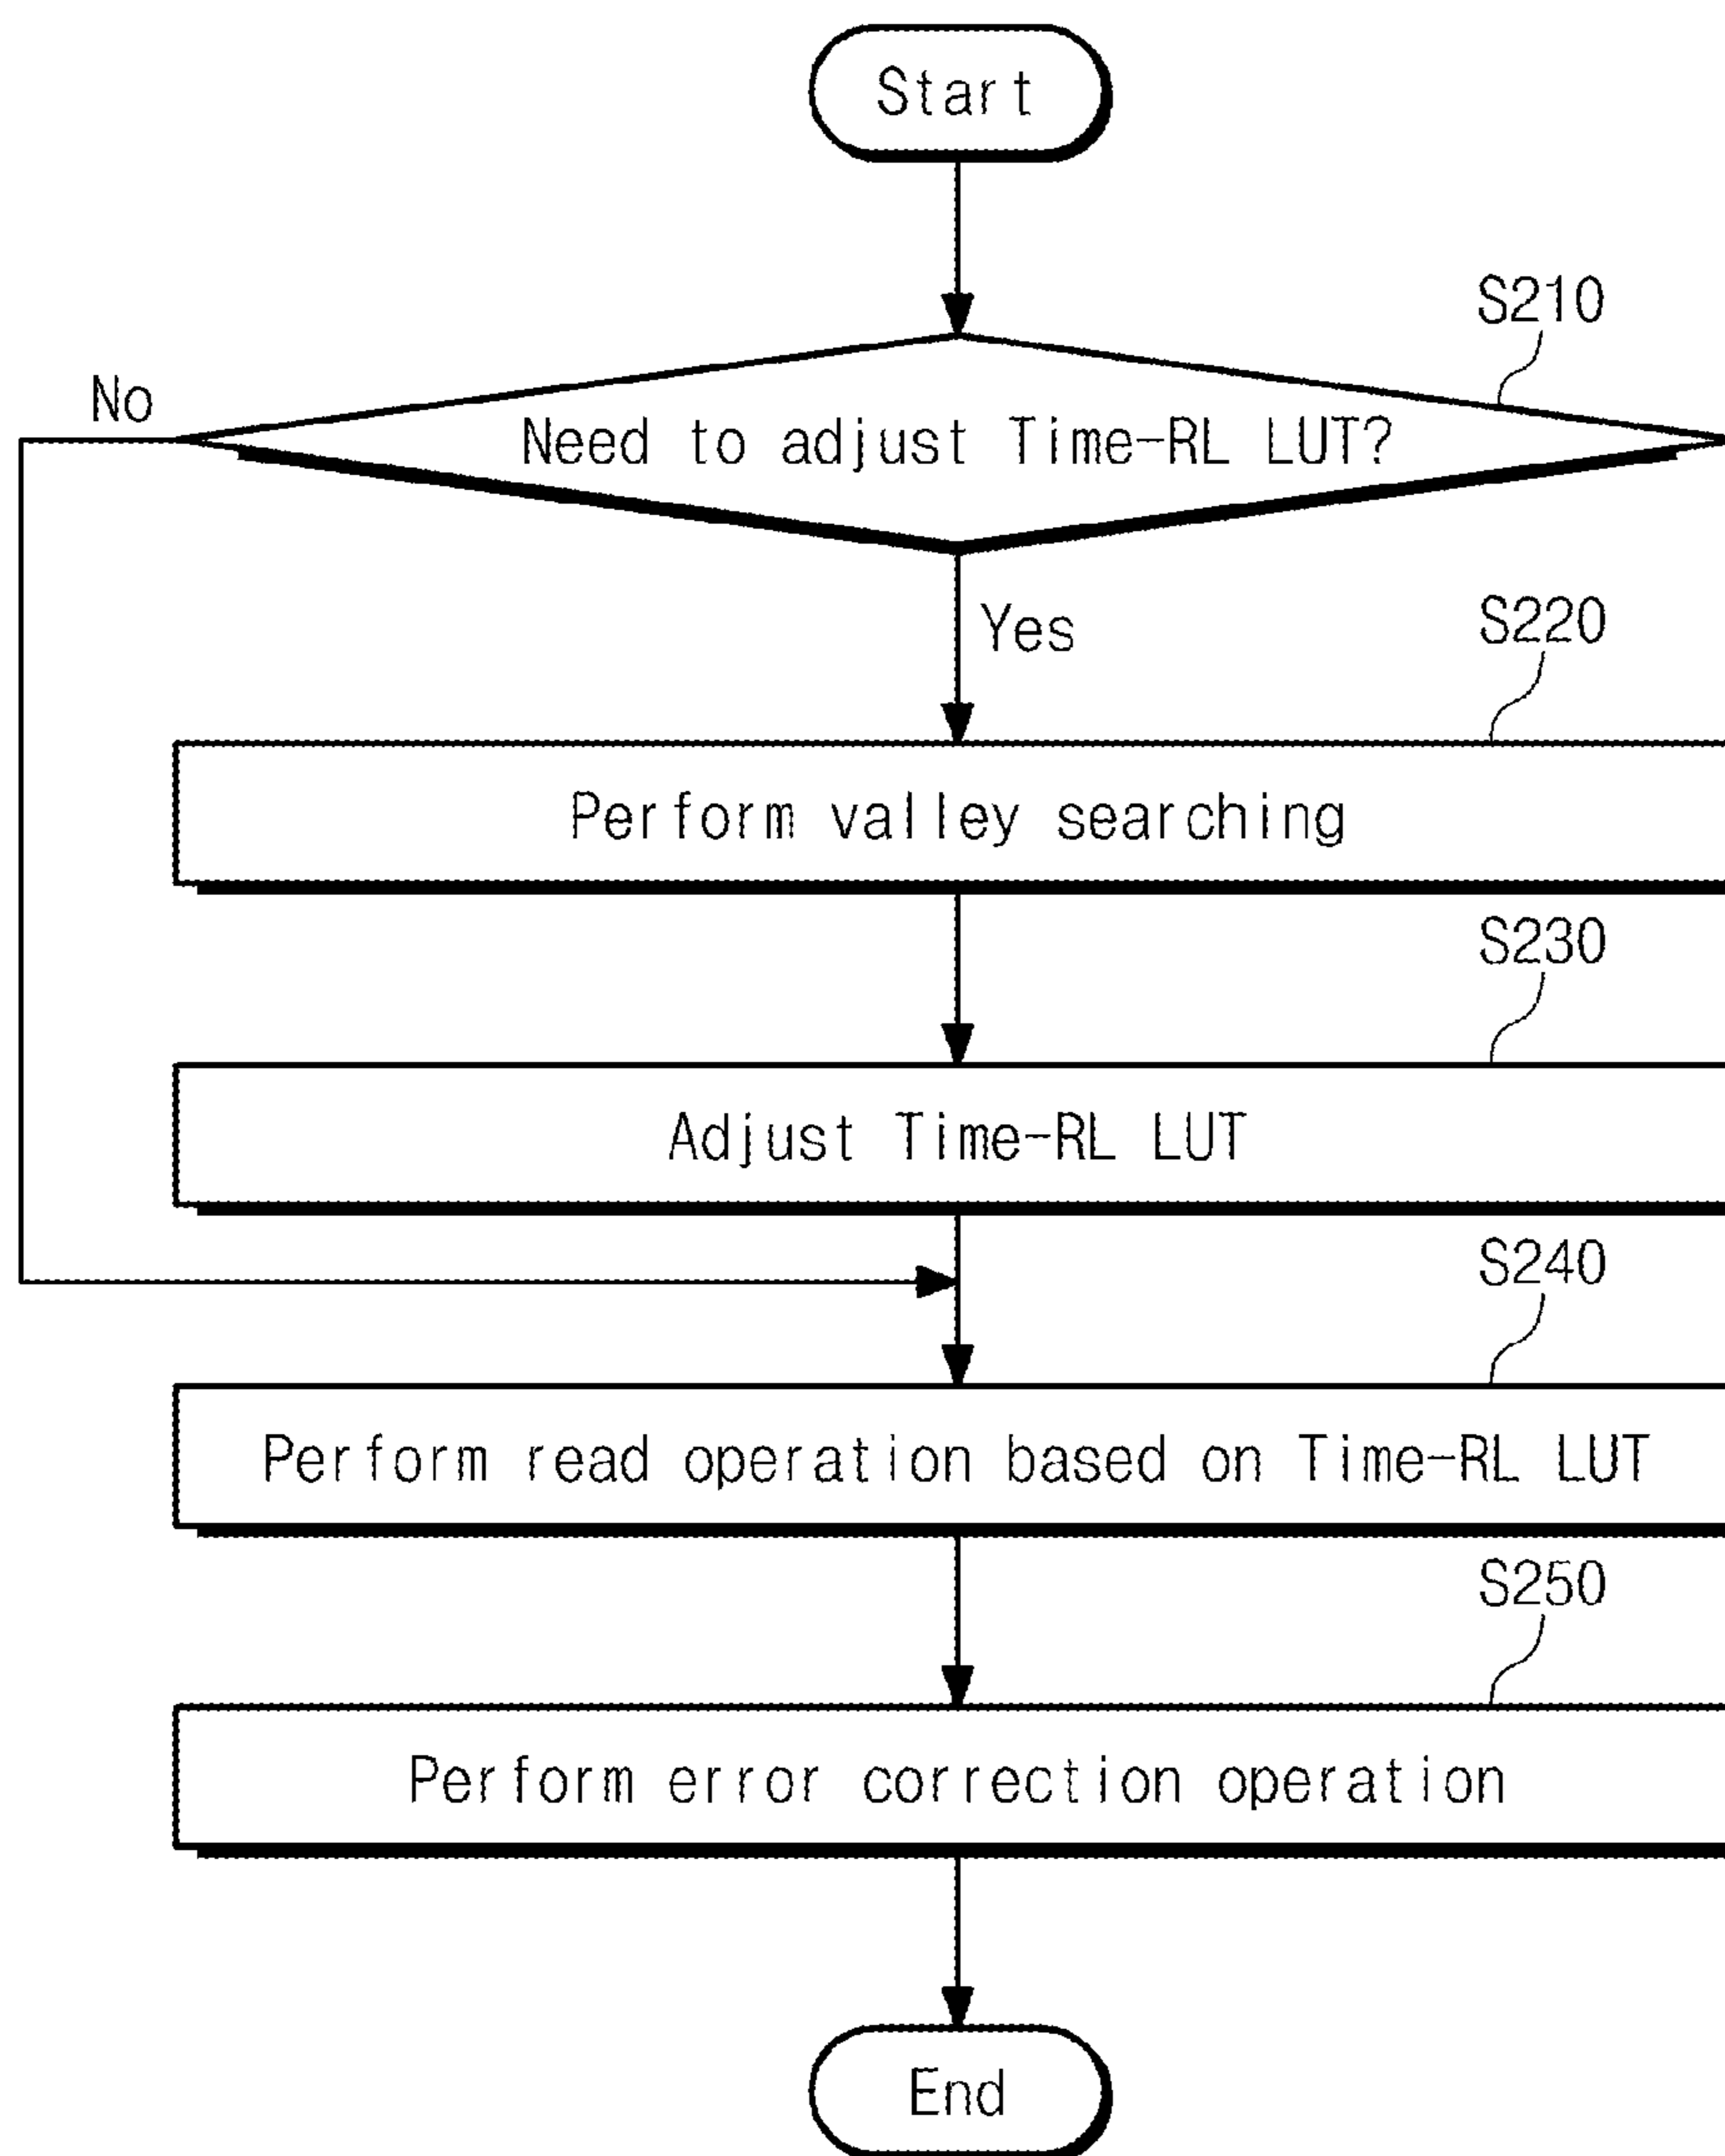 Start
S210
No
Need to adjust Time-RL LUT?
Yes
S220
Perform valley searching
S230
Adjust Time-RL LUT
S240
Perform read operation based on Time-RL LUT
S250
Perform error correction operation
End